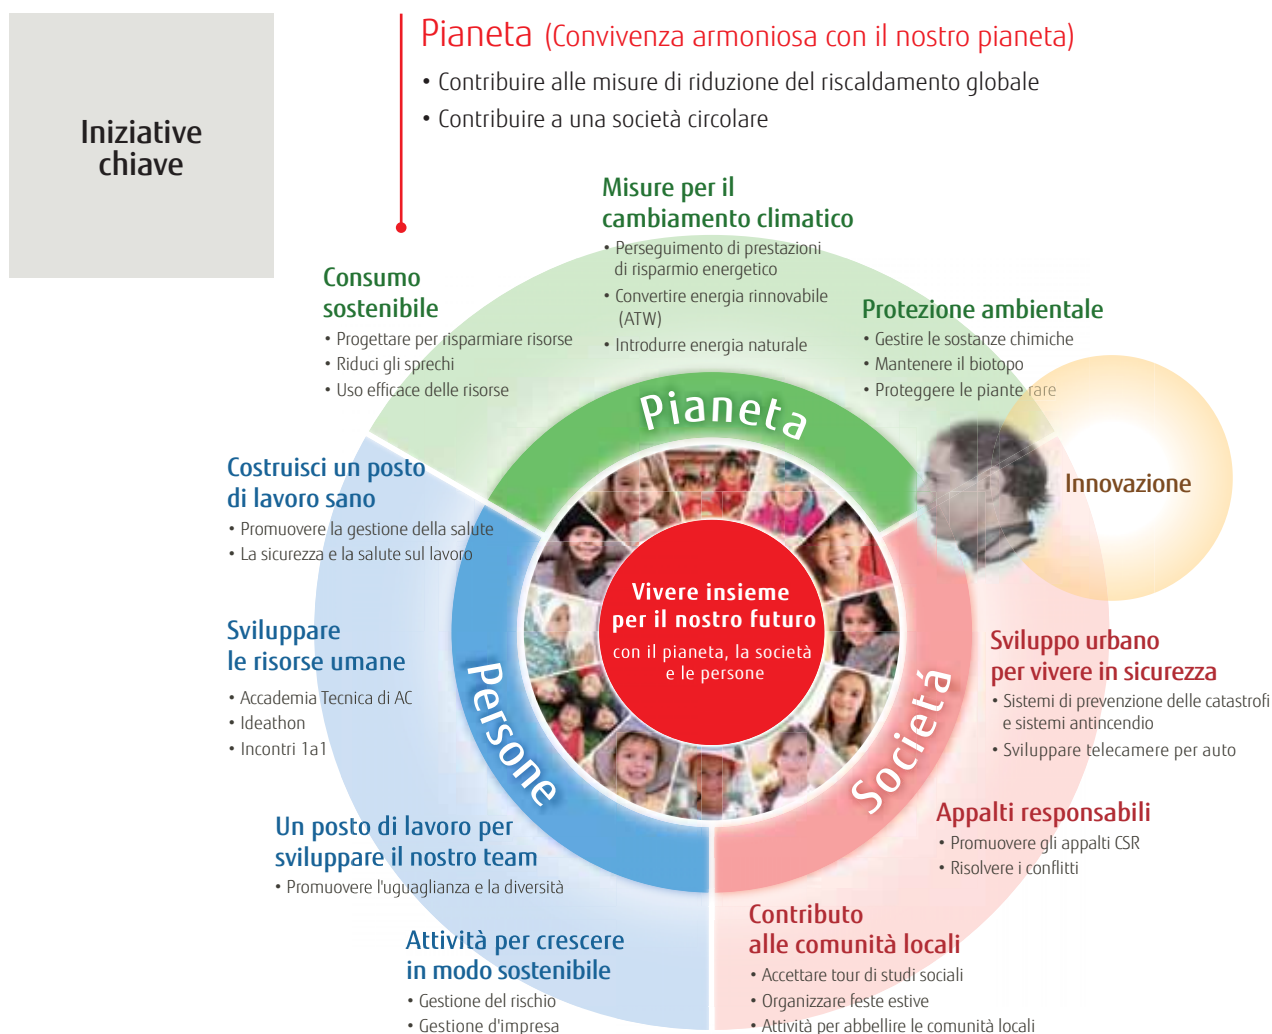 Iniziative
chiave
Pianeta (Convivenza armoniosa con il nostro pianeta)
• Contribuire alle misure di riduzione del riscaldamento globale
• Contribuire a una società circolare
Misure per il
cambiamento climatico
• Perseguimento di prestazioni
di risparmio energetico
• Convertire energia rinnovabile
(ATW)
• Introdurre energia naturale
Consumo
sostenibile
• Progettare per risparmiare risorse
• Riduci gli sprechi
• Uso efficace delle risorse
Protezione ambientale
• Gestire le sostanze chimiche
• Mantenere il biotopo
• Proteggere le piante rare
Pianeta
Innovazione
Costruisci un posto
di lavoro sano
• Promuovere la gestione della salute
• La sicurezza e la salute sul lavoro
Vivere insieme
per il nostro futuro
con il pianeta, la società
e le persone
Sviluppare
le risorse umane
• Accademia Tecnica di AC
• Ideathon
• Incontri 1a1
Persone
Societá
Sviluppo urbano
per vivere in sicurezza
• Sistemi di prevenzione delle catastrofi
e sistemi antincendio
• Sviluppare telecamere per auto
Un posto di lavoro per
sviluppare il nostro team
• Promuovere l'uguaglianza e la diversità
Appalti responsabili
• Promuovere gli appalti CSR
• Risolvere i conflitti
Attività per crescere
in modo sostenibile
• Gestione del rischio
• Gestione d'impresa
Contributo
alle comunità locali
• Accettare tour di studi sociali
• Organizzare feste estive
• Attività per abbellire le comunità locali